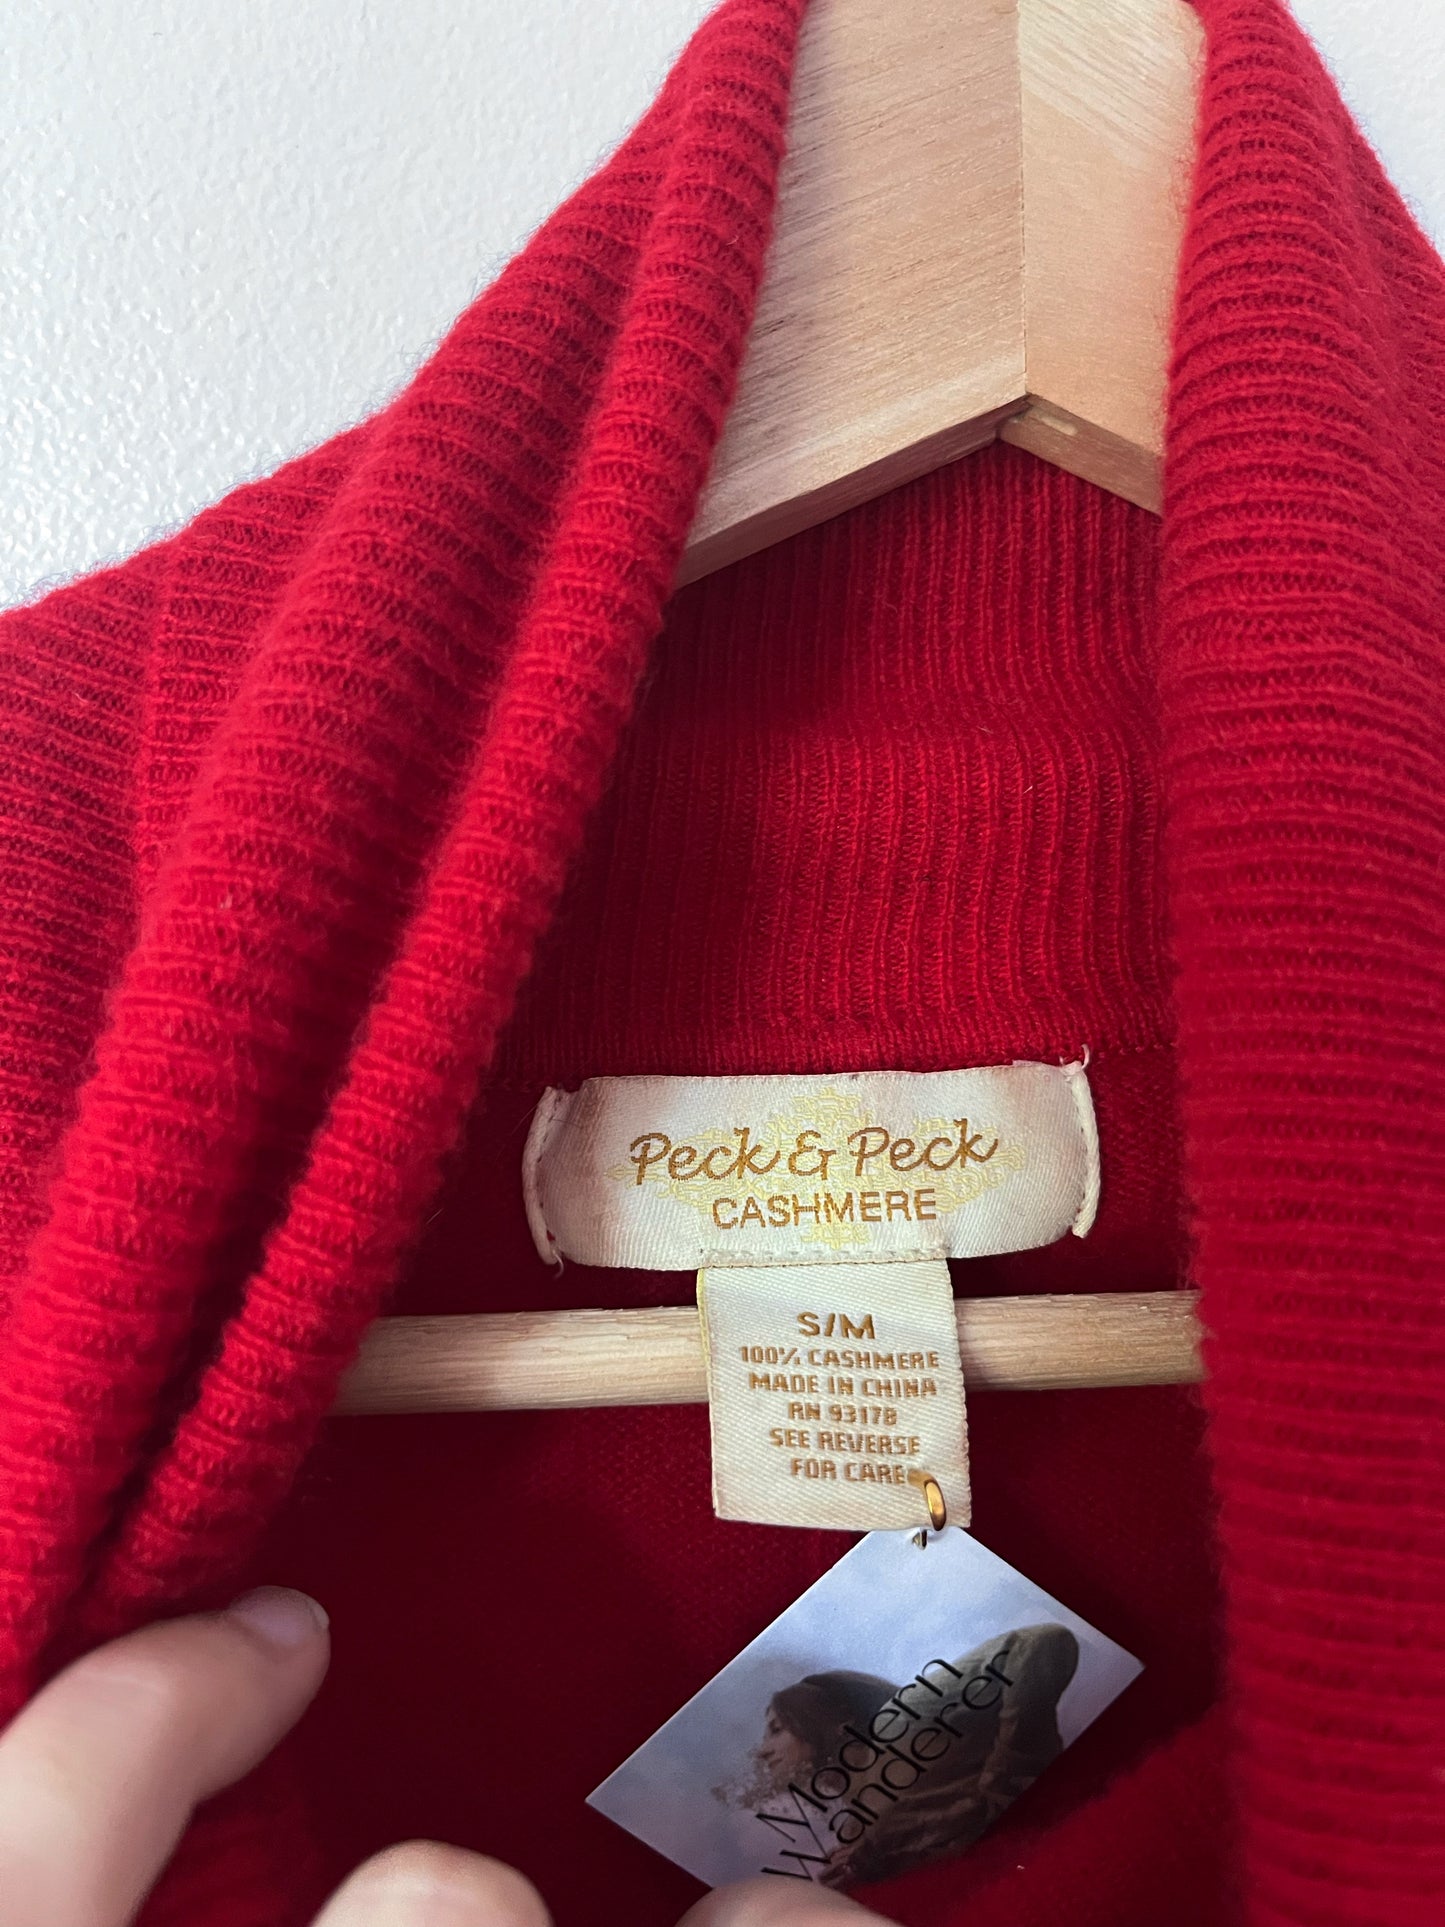 Peck & Peck
CASHMERE
S/M
100% CASHMERE
MADE IN CHINA
RN 93178
SEE REVERSE
FOR CARE
Modern
Wanderer